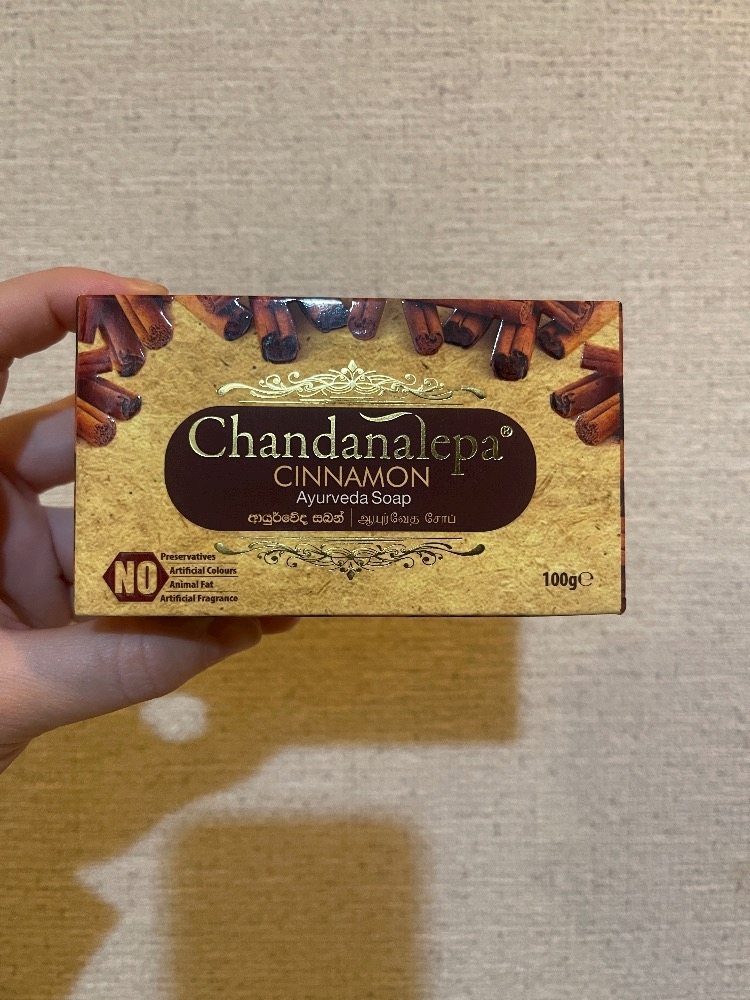 Chandanalepa®
CINNAMON
Ayurveda Soap
ආයුර්වේද සබන් | ஆயுர்வேத சோப்
NO
Preservatives
Artificial Colours
Animal Fat
Artificial Fragrance
100g℮